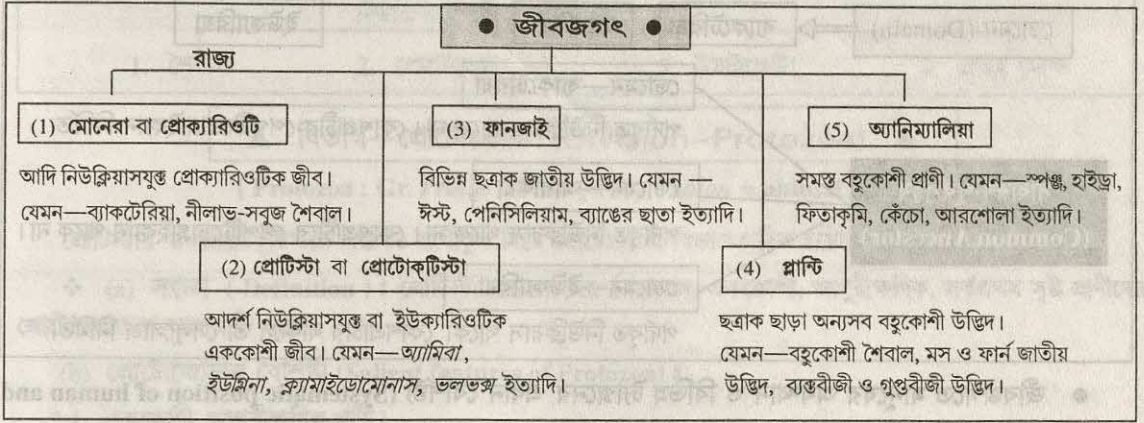 ● জীবজগৎ ●
রাজ্য
(1) মোনেরা বা প্রোক্যারিওটি
আদি নিউক্লিয়াসযুক্ত প্রোক্যারিওটিক জীব।
যেমন—ব্যাকটেরিয়া, নীলাভ-সবুজ শৈবাল।
(2) প্রোটিস্টা বা প্রোটোক্‌টিস্টা
আদর্শ নিউক্লিয়াসযুক্ত বা ইউক্যারিওটিক
এককোশী জীব। যেমন—অ্যামিবা,
ইউগ্লিনা, ক্ল্যামাইডোমোনাস, ভলভক্স ইত্যাদি।
(3) ফানজাই
বিভিন্ন ছত্রাক জাতীয় উদ্ভিদ। যেমন —
ঈস্ট, পেনিসিলিয়াম, ব্যাঙের ছাতা ইত্যাদি।
(4) প্লান্টি
ছত্রাক ছাড়া অন্যসব বহুকোশী উদ্ভিদ।
যেমন—বহুকোশী শৈবাল, মস ও ফার্ন জাতীয়
উদ্ভিদ, ব্যক্তবীজী ও গুপ্তবীজী উদ্ভিদ।
(5) অ্যানিম্যালিয়া
সমস্ত বহুকোশী প্রাণী। যেমন—স্পঞ্জ, হাইড্রা,
ফিতাকৃমি, কেঁচো, আরশোলা ইত্যাদি।